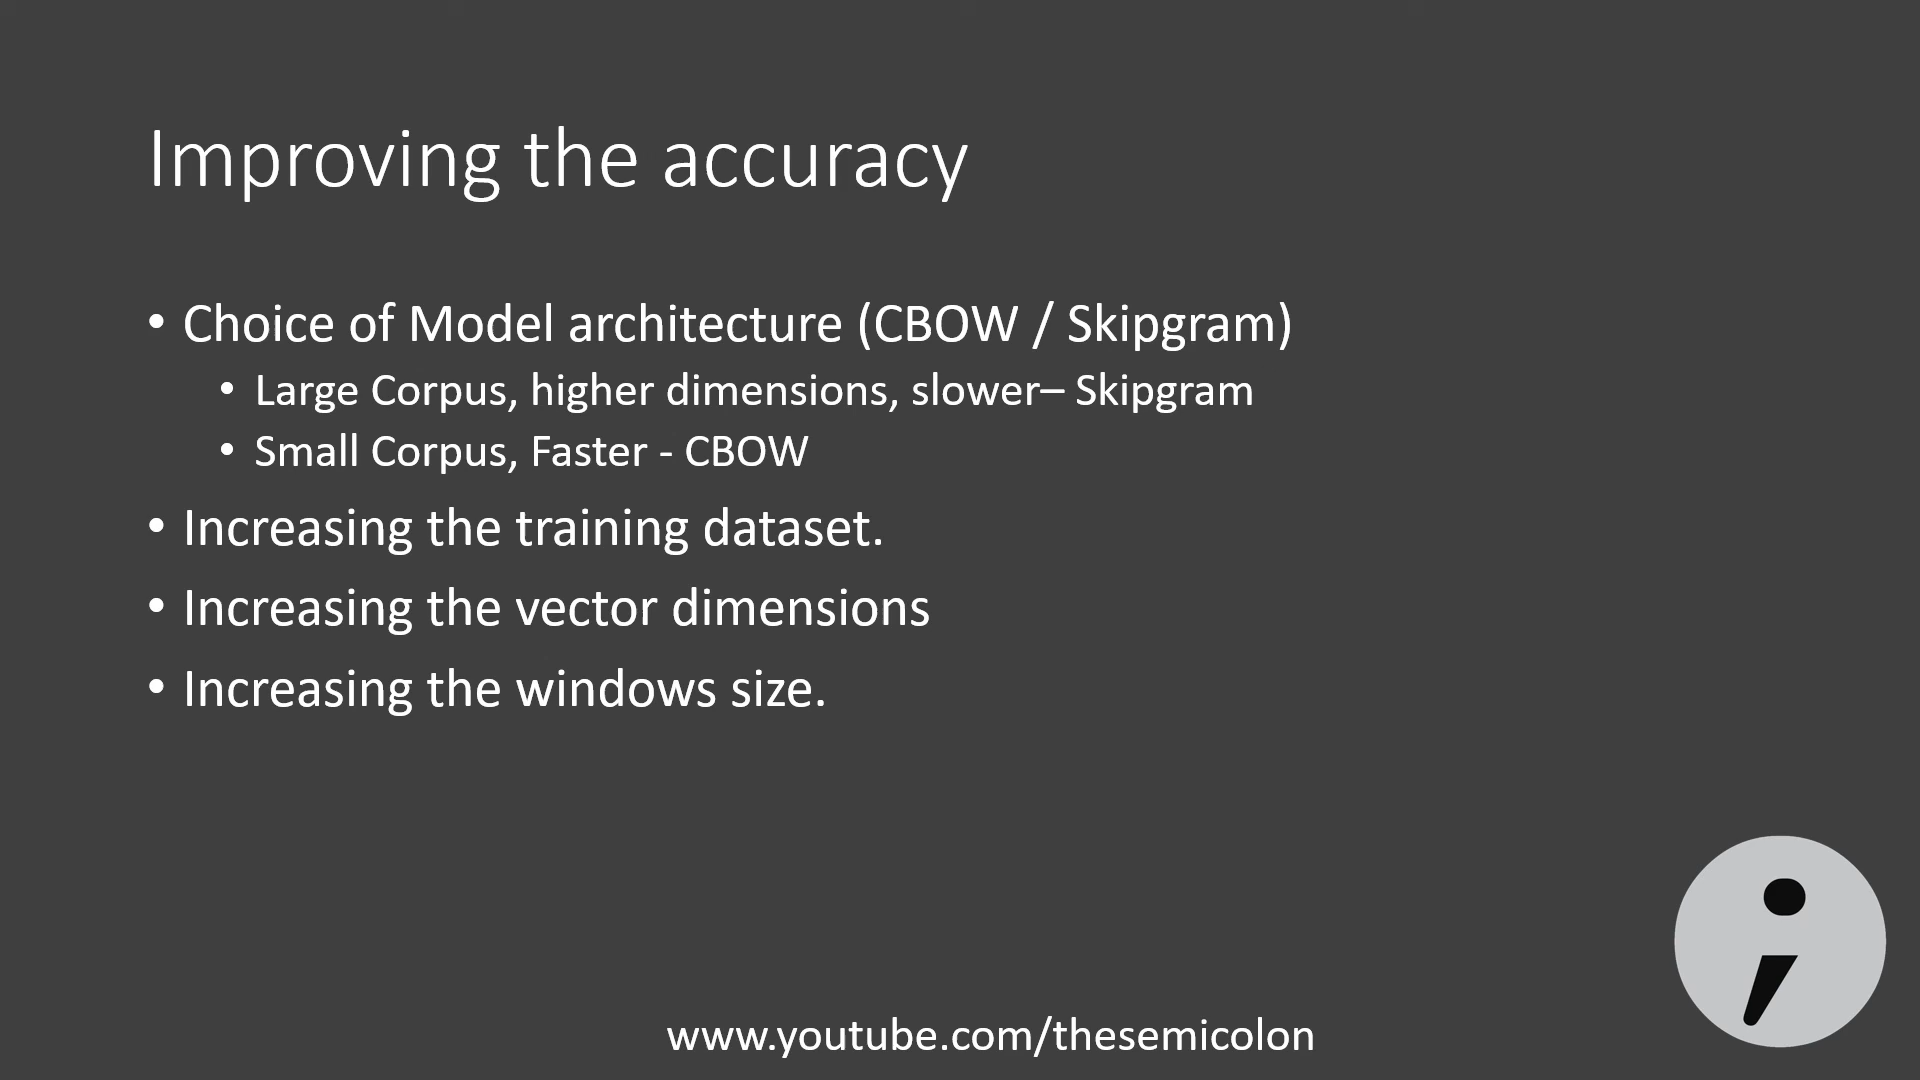 Improving the accuracy
• Choice of Model architecture (CBOW / Skipgram)
• Large Corpus, higher dimensions, slower– Skipgram
• Small Corpus, Faster - CBOW
• Increasing the training dataset.
• Increasing the vector dimensions
• Increasing the windows size.
;
www.youtube.com/thesemicolon